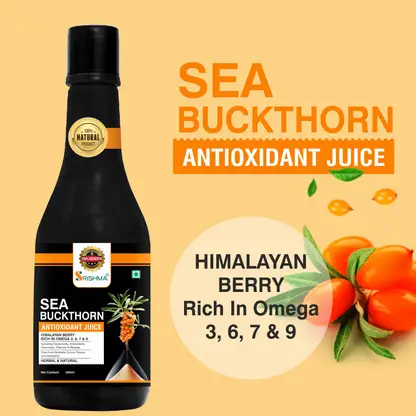 SEA
BUCKTHORN
ANTIOXIDANT JUICE
HIMALAYAN
BERRY
Rich In Omega
3, 6, 7 & 9
100%
NATURAL
PRODUCT
SRISHMA
SEA
BUCKTHORN
ANTIOXIDANT JUICE
HIMALAYAN BERRY
RICH IN OMEGA 3, 6, 7 & 9
HERBAL & NATURAL
Net Content: